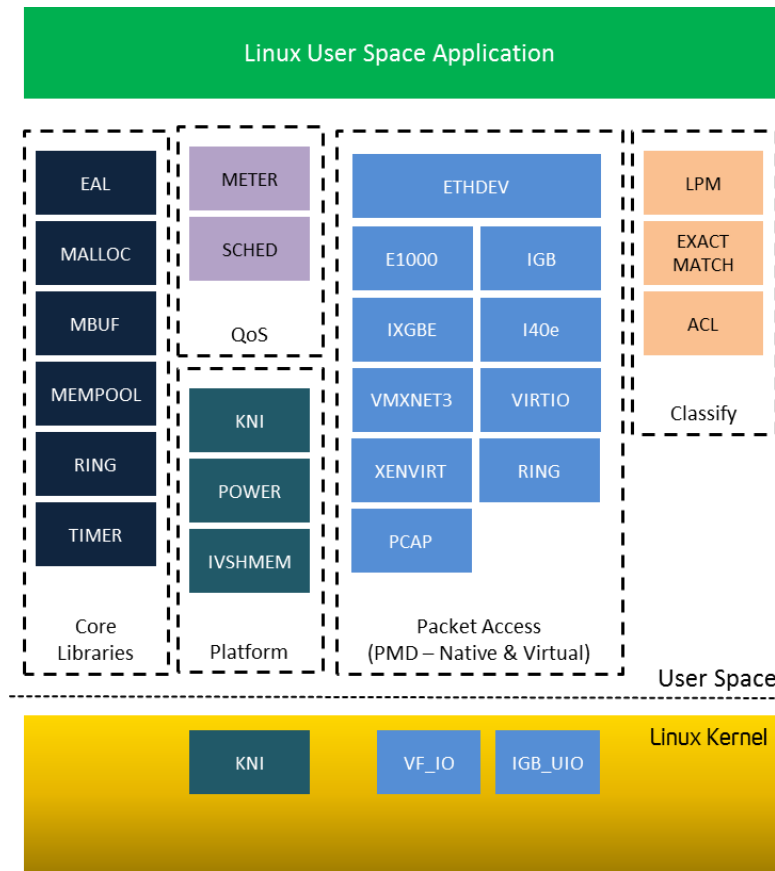 Linux User Space Application
EAL
MALLOC
MBUF
MEMPOOL
RING
TIMER
Core
Libraries
METER
SCHED
QoS
KNI
POWER
IVSHMEM
Platform
ETHDEV
E1000
IGB
IXGBE
I40e
VMXNET3
VIRTIO
XENVIRT
RING
PCAP
Packet Access
(PMD – Native & Virtual)
LPM
EXACT
MATCH
ACL
Classify
User Space
Linux Kernel
KNI
VF_IO
IGB_UIO